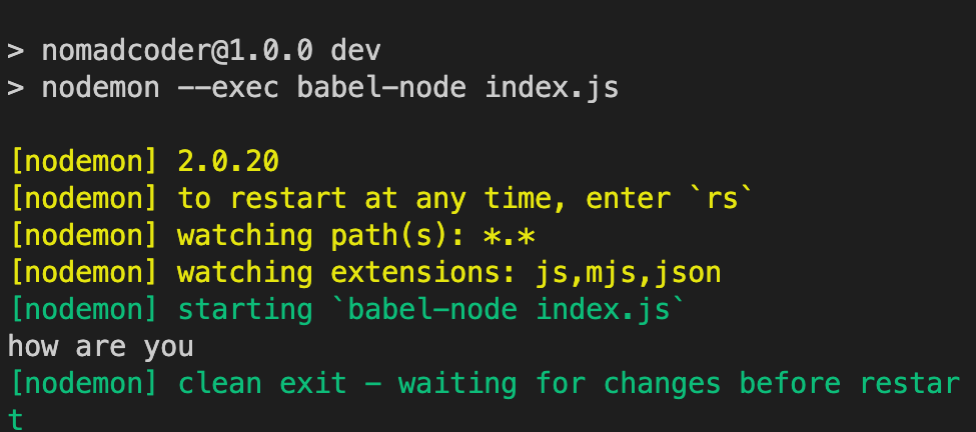 > nomadcoder@1.0.0 dev
> nodemon --exec babel-node index.js
[nodemon] 2.0.20
[nodemon] to restart at any time, enter `rs`
[nodemon] watching path(s): *.*
[nodemon] watching extensions: js,mjs,json
[nodemon] starting `babel-node index.js`
how are you
[nodemon] clean exit - waiting for changes before restar
t